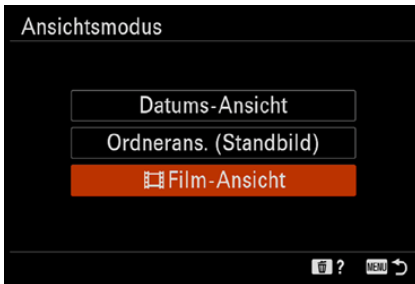 Ansichtsmodus
Datums-Ansicht
Ordnerans. (Standbild)
Film-Ansicht
? MENU